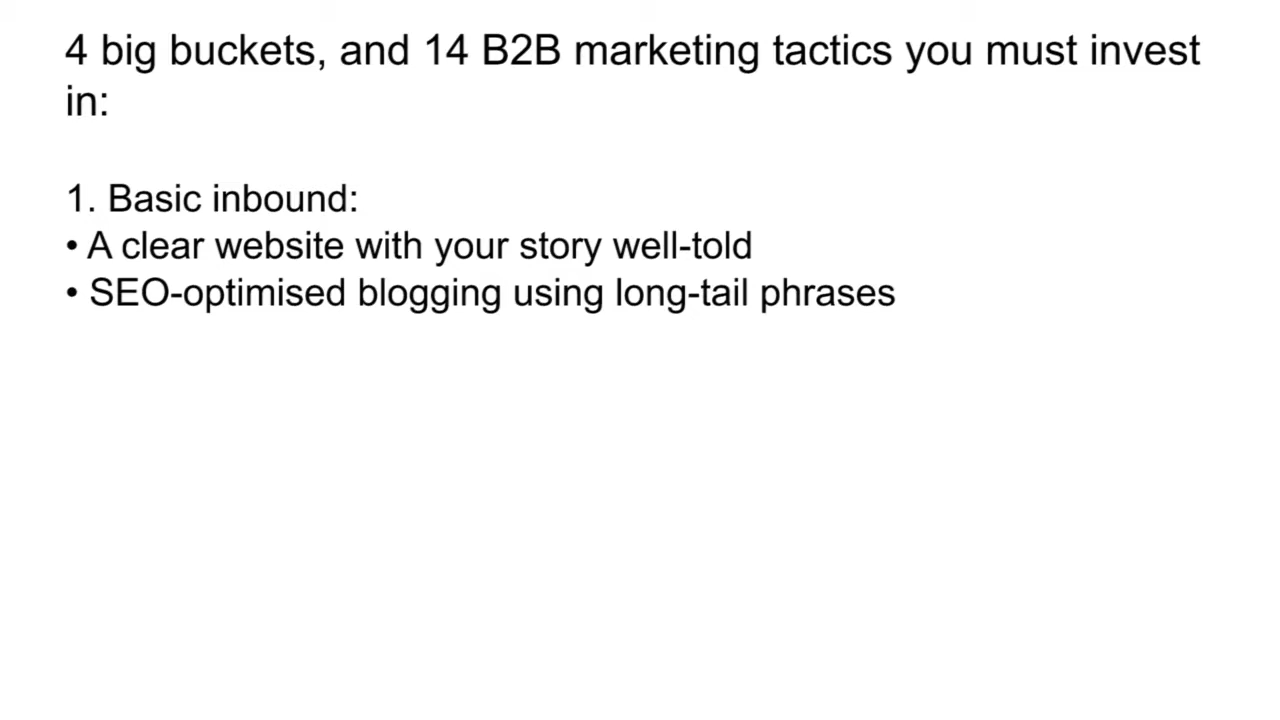 4 big buckets, and 14 B2B marketing tactics you must invest
in:
1. Basic inbound:
• A clear website with your story well-told
• SEO-optimised blogging using long-tail phrases